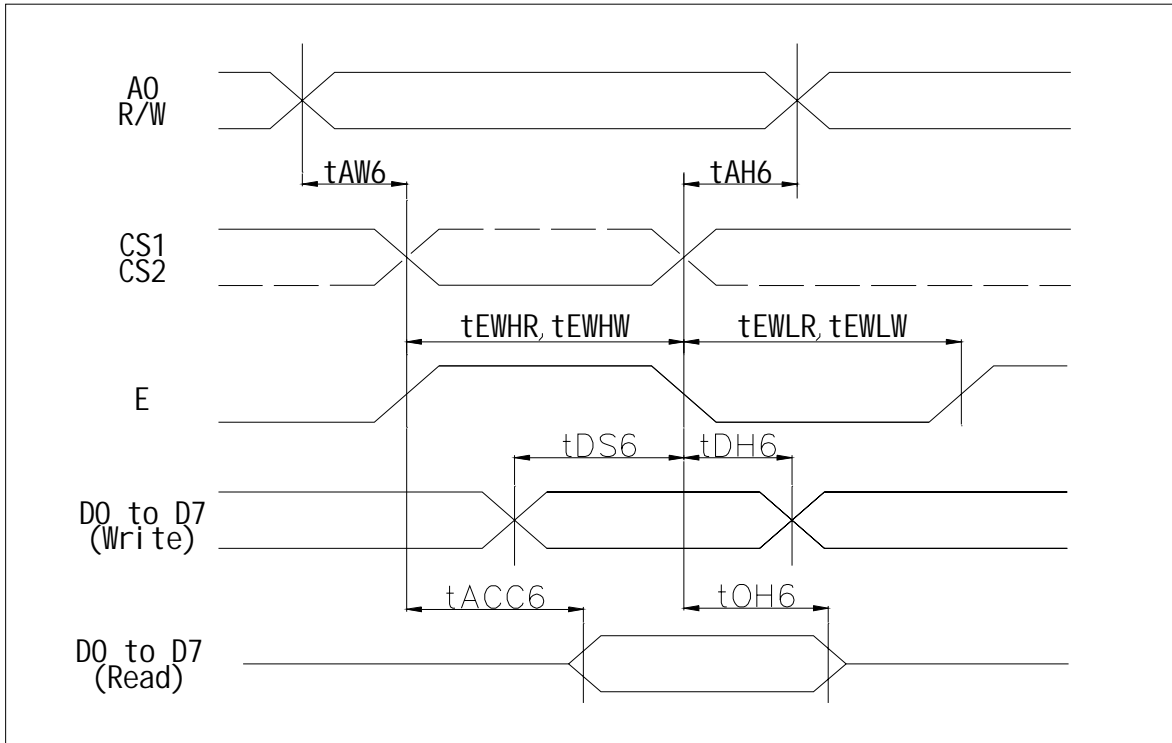 A0
R/W
tAW6
tAH6
CS1
CS2
tEWHR, tEWHW
tEWLR, tEWLW
E
tDS6
tDH6
D0 to D7
(Write)
tACC6
tOH6
D0 to D7
(Read)